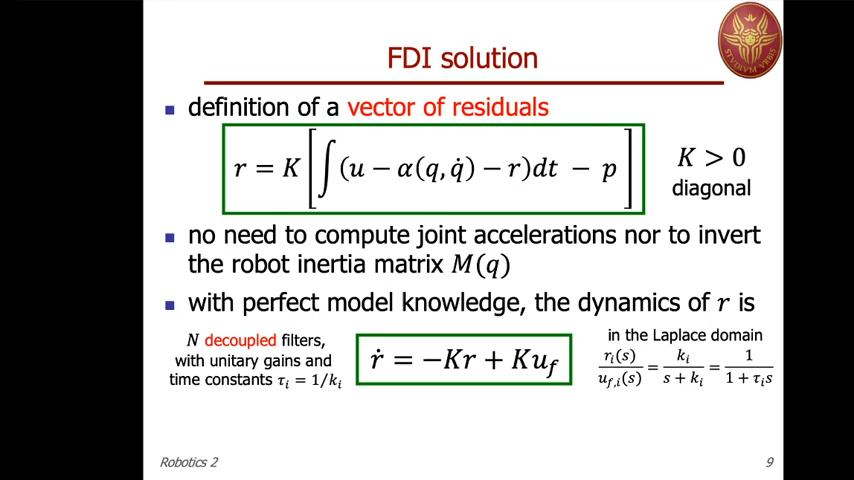 FDI solution
STVDIVM VRBIS
definition of a vector of residuals
r = K [∫(u − α(q, q̇) − r)dt − p]
K > 0
diagonal
no need to compute joint accelerations nor to invert
the robot inertia matrix M(q)
with perfect model knowledge, the dynamics of r is
N decoupled filters,
with unitary gains and
time constants τᵢ = 1/kᵢ
ṙ = −Kr + Ku_f
in the Laplace domain
rᵢ(s)/u_f,ᵢ(s) = kᵢ/(s + kᵢ) = 1/(1 + τᵢs)
Robotics 2
9